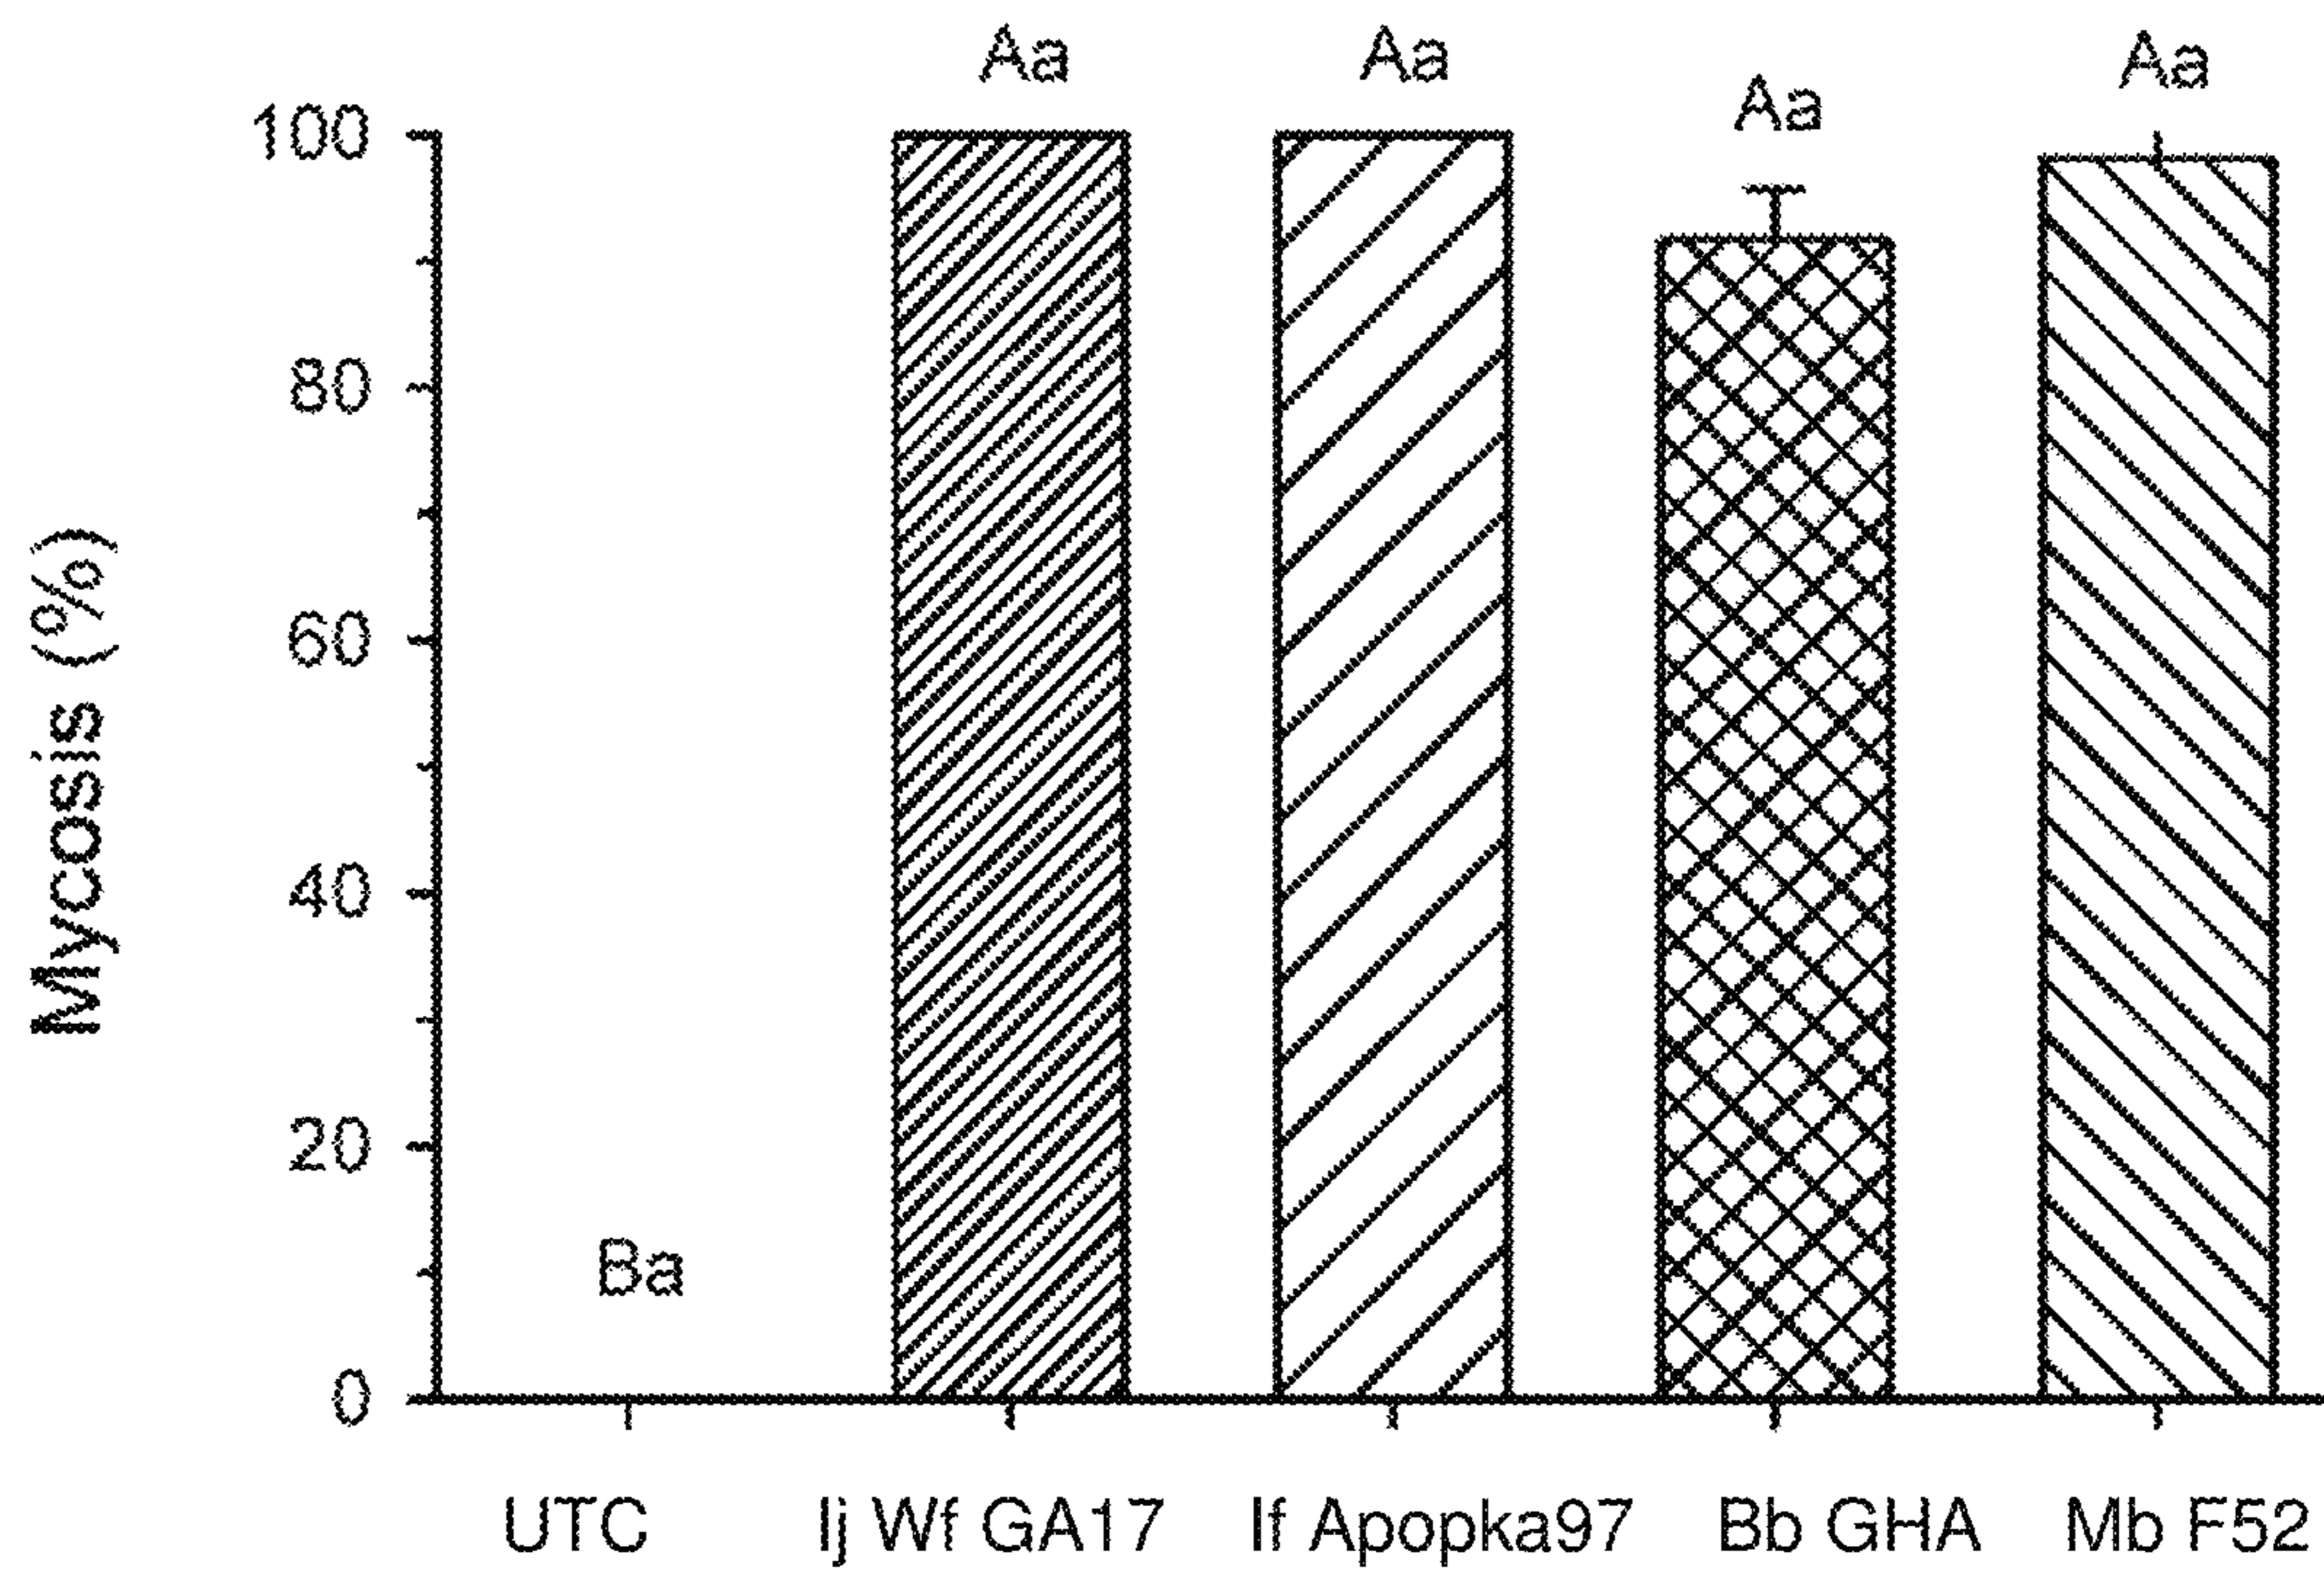 Aa
Aa
Aa
Aa
100
80
60
40
20
0
Mycosis (%)
Ba
UTC
Ij Wf GA17
If Apopka97
Bb GHA
Mb F52